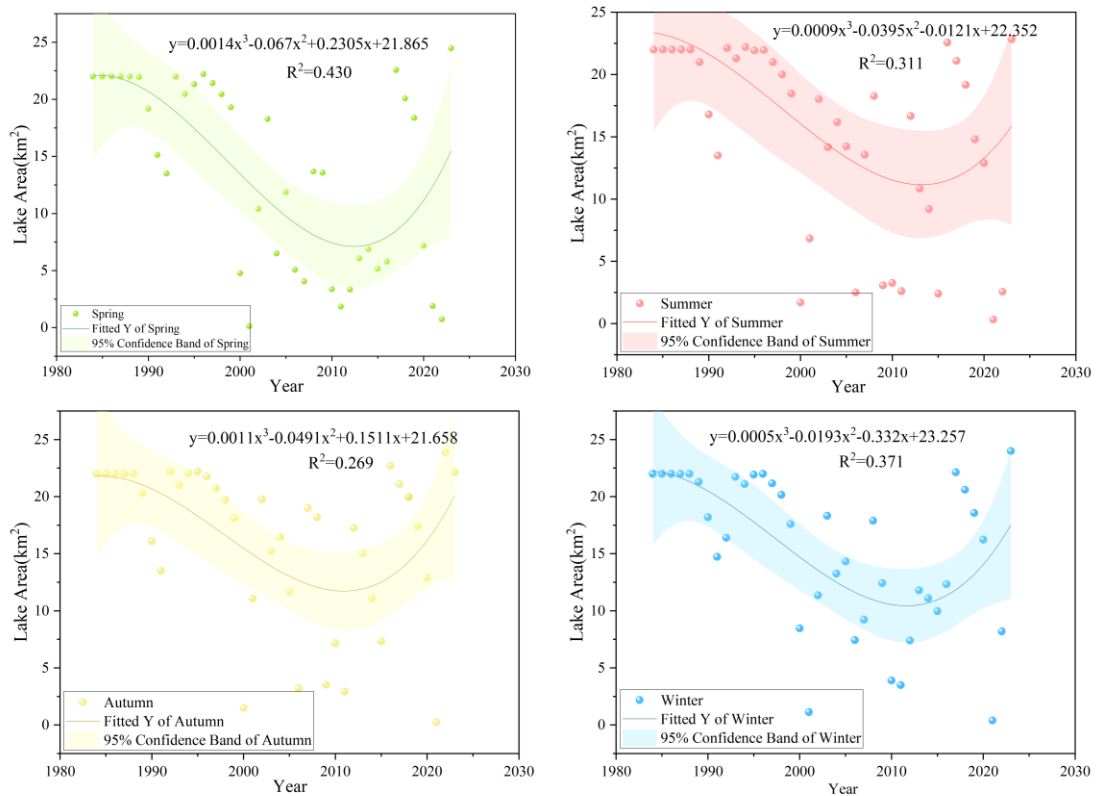 y=0.0014x³-0.067x²+0.2305x+21.865
R²=0.430
Lake Area(km²)
25
20
15
10
5
0
Spring
Fitted Y of Spring
95% Confidence Band of Spring
1980 1990 2000 2010 2020 2030
Year
y=0.0009x³-0.0395x²-0.0121x+22.352
R²=0.311
Lake Area(km²)
25
20
15
10
5
0
Summer
Fitted Y of Summer
95% Confidence Band of Summer
1980 1990 2000 2010 2020 2030
Year
y=0.0011x³-0.0491x²+0.1511x+21.658
R²=0.269
Lake Area(km²)
25
20
15
10
5
0
Autumn
Fitted Y of Autumn
95% Confidence Band of Autumn
1980 1990 2000 2010 2020 2030
Year
y=0.0005x³-0.0193x²-0.332x+23.257
R²=0.371
Lake Area(km²)
25
20
15
10
5
0
Winter
Fitted Y of Winter
95% Confidence Band of Winter
1980 1990 2000 2010 2020 2030
Year